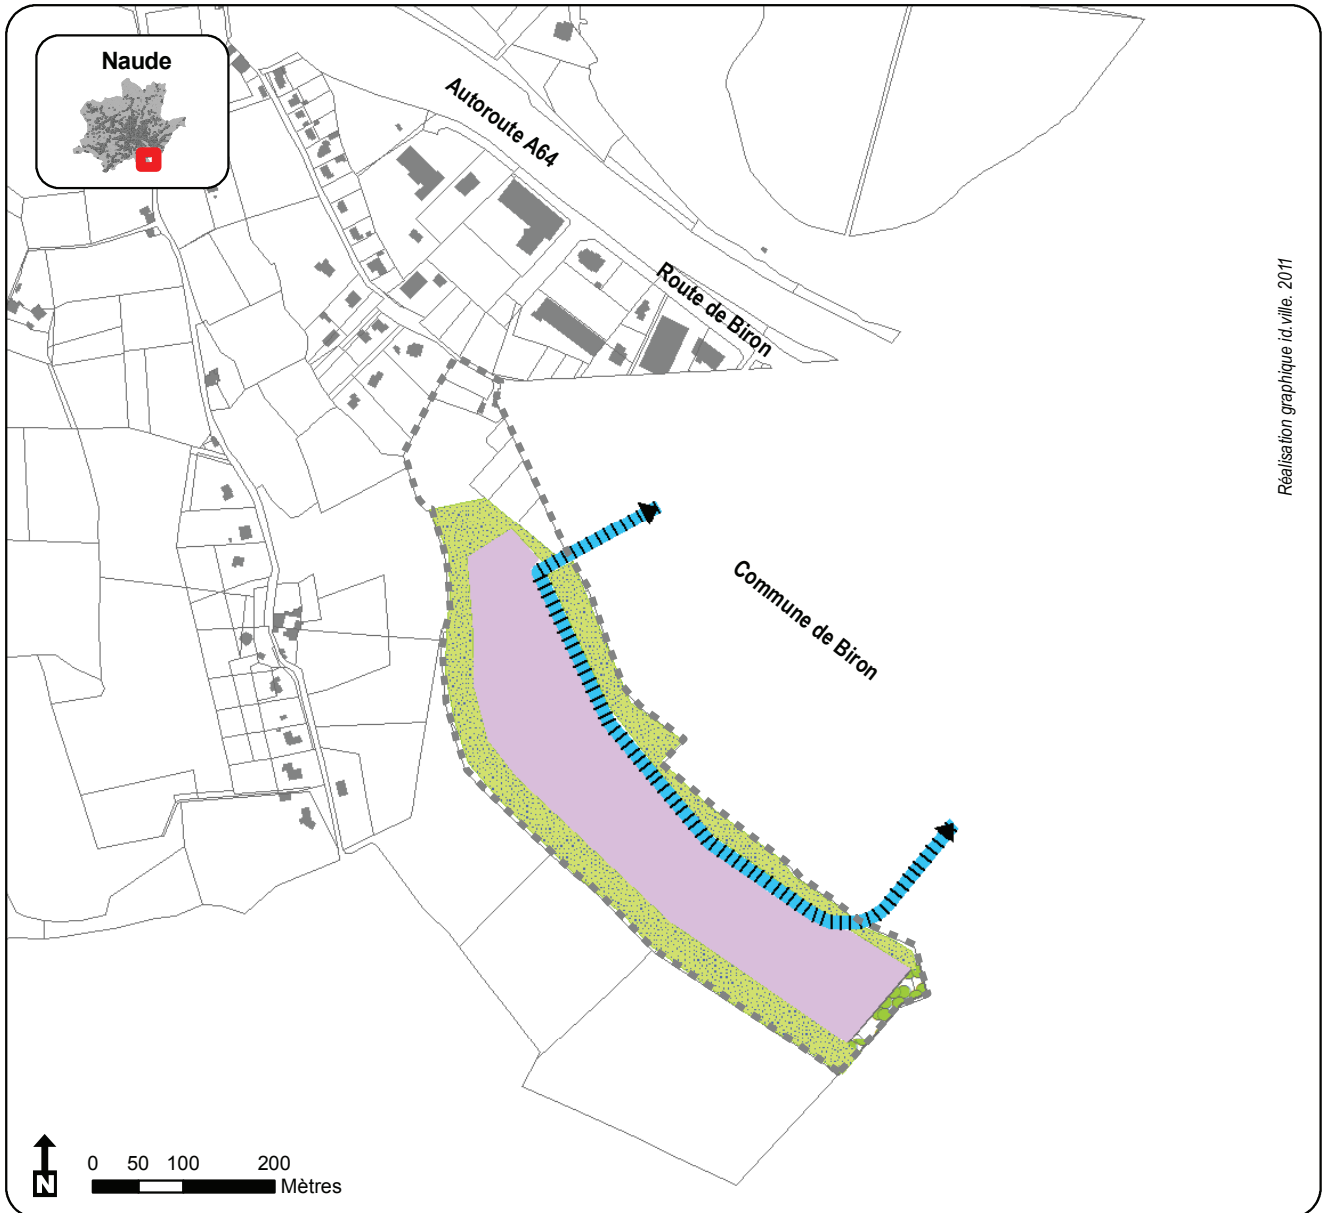 Naude
Autoroute A64
Route de Biron
Réalisation graphique id.ville. 2011
Commune de Biron
N
0 50 100 200
Mètres